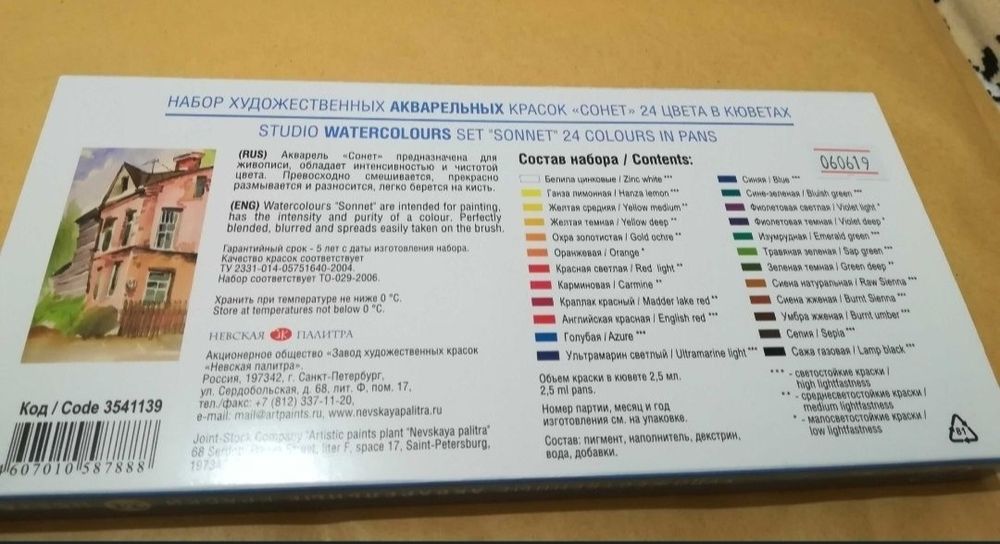 НАБОР ХУДОЖЕСТВЕННЫХ АКВАРЕЛЬНЫХ КРАСОК «СОНЕТ» 24 ЦВЕТА В КЮВЕТАХ
STUDIO WATERCOLOURS SET "SONNET" 24 COLOURS IN PANS
(RUS) Акварель «Сонет» предназначена для
живописи, обладает интенсивностью и чистотой
цвета. Превосходно смешивается, прекрасно
размывается и разносится, легко берется на кисть.
(ENG) Watercolours "Sonnet" are intended for painting,
has the intensity and purity of a colour. Perfectly
blended, blurred and spreads easily taken on the brush.
Гарантийный срок - 5 лет с даты изготовления набора.
Качество красок соответствует
ТУ 2331-014-05751640-2004.
Набор соответствует ТО-029-2006.
Хранить при температуре не ниже 0 °C.
Store at temperatures not below 0 °C.
НЕВСКАЯ ПАЛИТРА
Акционерное общество «Завод художественных красок
«Невская палитра».
Россия, 197342, г. Санкт-Петербург,
ул. Сердобольская, д. 68, лит. Ф, пом. 17,
тел./факс: +7 (812) 337-11-20,
e-mail: mail@artpaints.ru, www.nevskayapalitra.ru
Joint-Stock Company "Artistic paints plant "Nevskaya palitra"
68 Street, liter F, space 17, Saint-Petersburg,
Код / Code 3541139
4607010587888
Состав набора / Contents:
060619
Белила цинковые / Zinc white ***
Ганза лимонная / Hanza lemon ***
Желтая средняя / Yellow medium **
Желтая темная / Yellow deep **
Охра золотистая / Gold ochre **
Оранжевая / Orange *
Красная светлая / Red light **
Карминовая / Carmine **
Краплак красный / Madder lake red **
Английская красная / English red ***
Голубая / Azure ***
Ультрамарин светлый / Ultramarine light ***
Синяя / Blue ***
Сине-зеленая / Bluish green ***
Фиолетовая светлая / Violet light *
Фиолетовая темная / Violet deep *
Изумрудная / Emerald green ***
Травяная зеленая / Sap green ***
Зеленая темная / Green deep **
Сиена натуральная / Raw Sienna ***
Сиена жженая / Burnt Sienna ***
Умбра жженая / Burnt umber ***
Сепия / Sepia ***
Сажа газовая / Lamp black ***
Объем краски в кювете 2,5 мл.
2,5 ml pans.
Номер партии, месяц и год
изготовления см. на упаковке.
Состав: пигмент, наполнитель, декстрин,
вода, добавки.
*** - светостойкие краски /
high lightfastness
** - среднесветостойкие краски /
medium lightfastness
* - малосветостойкие краски /
low lightfastness